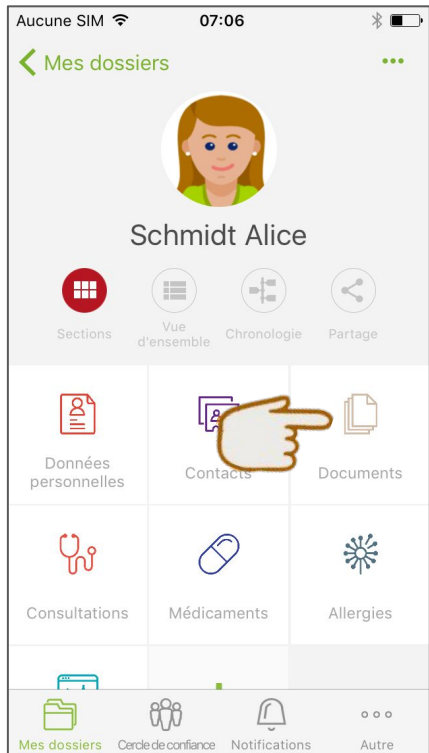 Aucune SIM 07:06
Mes dossiers
Schmidt Alice
Sections
Vue
d'ensemble
Chronologie
Partage
Données
personnelles
Contacts
Documents
Consultations
Médicaments
Allergies
Mes dossiers
Cercle de confiance
Notifications
Autre